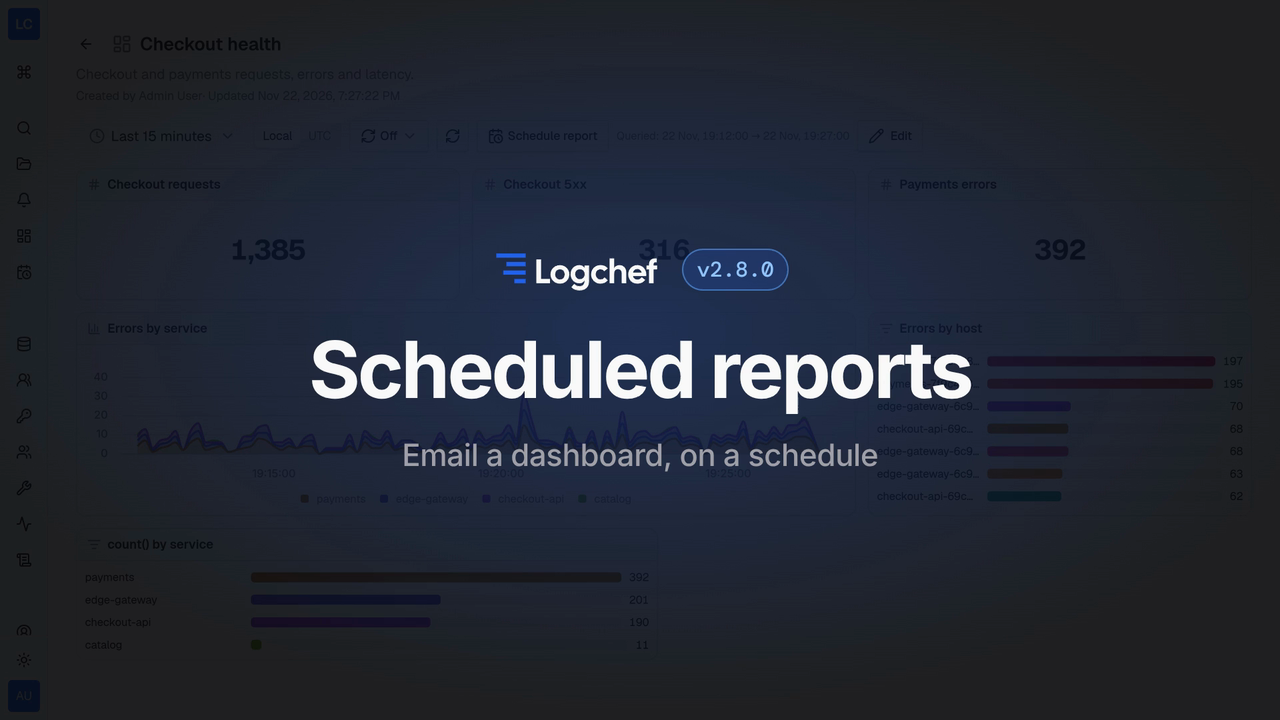 LC
Checkout health
Checkout and payments requests, errors and latency.
Created by Admin User· Updated Nov 22, 2026, 7:27:22 PM
Last 15 minutes Local UTC Off Schedule report Queried: 22 Nov, 19:12:00 → 22 Nov, 19:27:00 Edit
# Checkout requests
# Checkout 5xx
# Payments errors
1,385
316
392
Logchef v2.8.0
Scheduled reports
Email a dashboard, on a schedule
Errors by service
40
30
20
10
0
19:15:00 19:20:00 19:25:00
payments edge-gateway checkout-api catalog
Errors by host
197
195
edge-gateway-6c9... 70
checkout-api-69c... 68
edge-gateway-6c9... 68
edge-gateway-6c9... 63
checkout-api-69c... 62
count() by service
payments 392
edge-gateway 201
checkout-api 190
catalog 11
AU